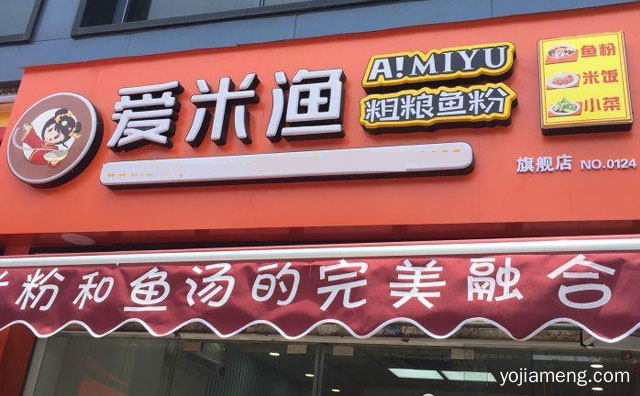 爱米渔
A!MIYU
粗粮鱼粉
鱼粉
米饭
小菜
旗舰店 NO.0124
米粉和鱼汤的完美融合
yojiameng.com